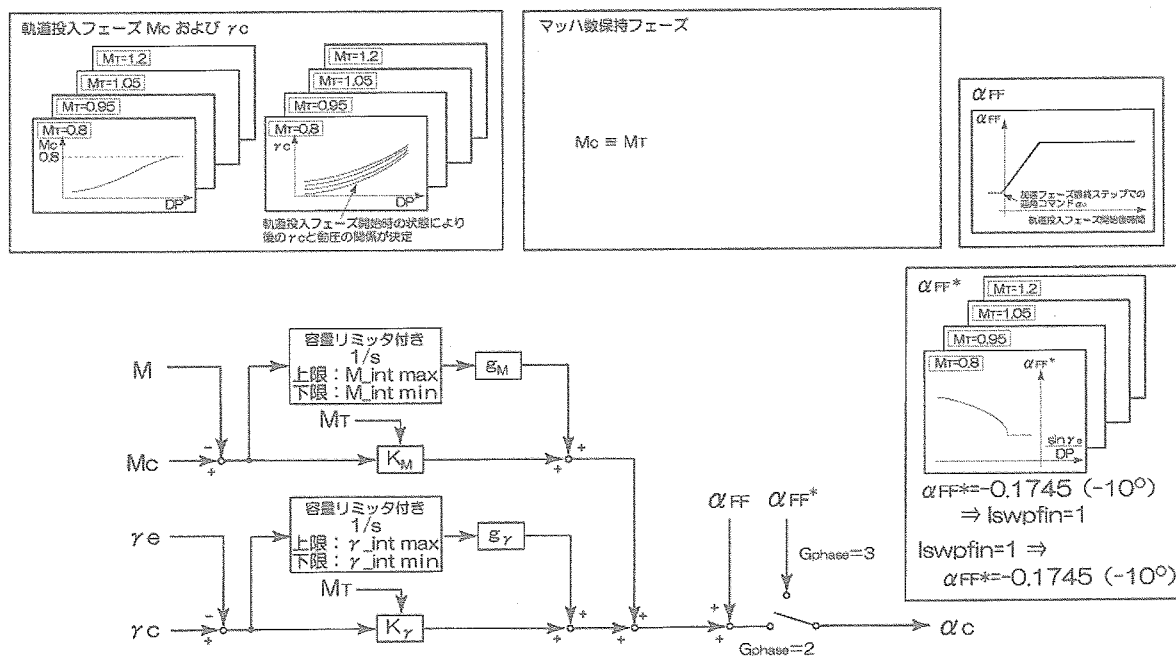 軌道投入フェーズ Mc および γc
MT=1.2
MT=1.05
MT=0.95
MT=0.8
Mc
0.8
DP
MT=1.2
MT=1.05
MT=0.95
MT=0.8
γc
DP
軌道投入フェーズ開始時の状態により
後のγcと動圧の関係が決定
マッハ数保持フェーズ
Mc ≡ MT
αFF
αFF
加速フェーズ最終ステップでの
迎角コマンドαc
軌道投入フェーズ開始後時間
αFF*
MT=1.2
MT=1.05
MT=0.95
MT=0.8
αFF*
sinγe
DP
αFF*=-0.1745 (-10°)
⇒ Iswpfin=1
Iswpfin=1 ⇒
αFF*=-0.1745 (-10°)
容量リミッタ付き
1/s
上限：M_int max
下限：M_int min
gM
M
MT
Mc
KM
- + + + +
容量リミッタ付き
1/s
上限：γ_int max
下限：γ_int min
gγ
γe
MT
γc
Kγ
- + + + + + + +
αFF
αFF*
Gphase=3
Gphase=2
αc